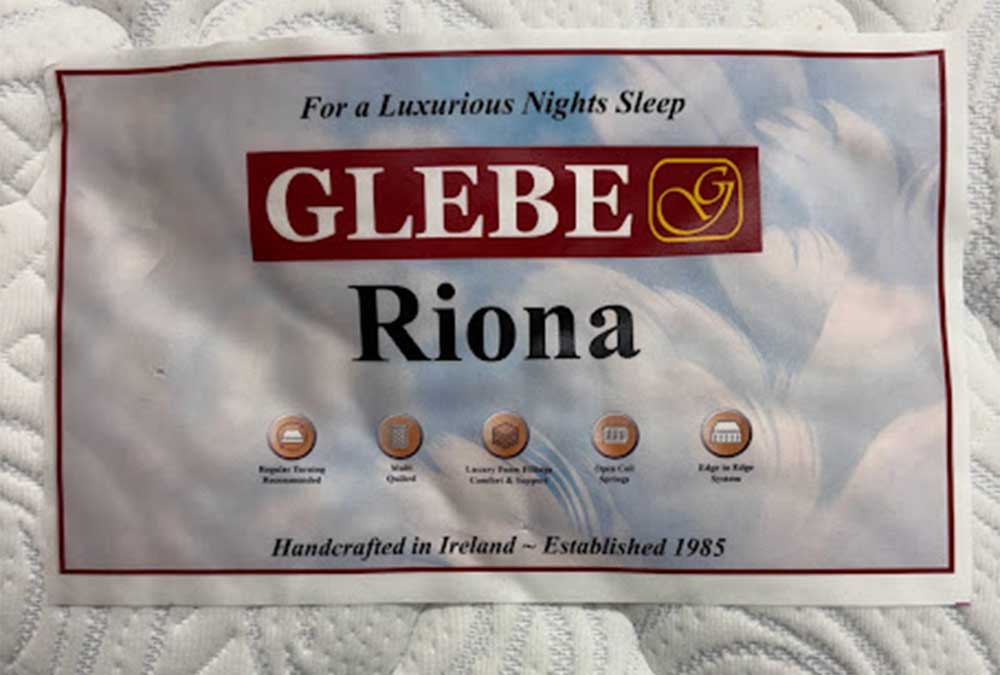 For a Luxurious Nights Sleep
GLEBE G
Riona
Regular Turning
Recommended
Multi
Quilted
Luxury Foam Fillings
Comfort & Support
Open Coil
Springs
Edge to Edge
System
Handcrafted in Ireland ~ Established 1985